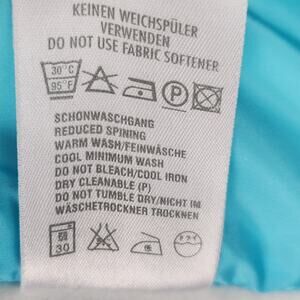 KEINEN WEICHSPÜLER
VERWENDEN
DO NOT USE FABRIC SOFTENER
30°C
95°F
P
SCHONWASCHGANG
REDUCED SPINING
WARM WASH/FEINWÄSCHE
COOL MINIMUM WASH
DO NOT BLEACH/COOL IRON
DRY CLEANABLE (P)
DO NOT TUMBLE DRY/NICHT IM
WÄSCHETROCKNER TROCKNEN
30